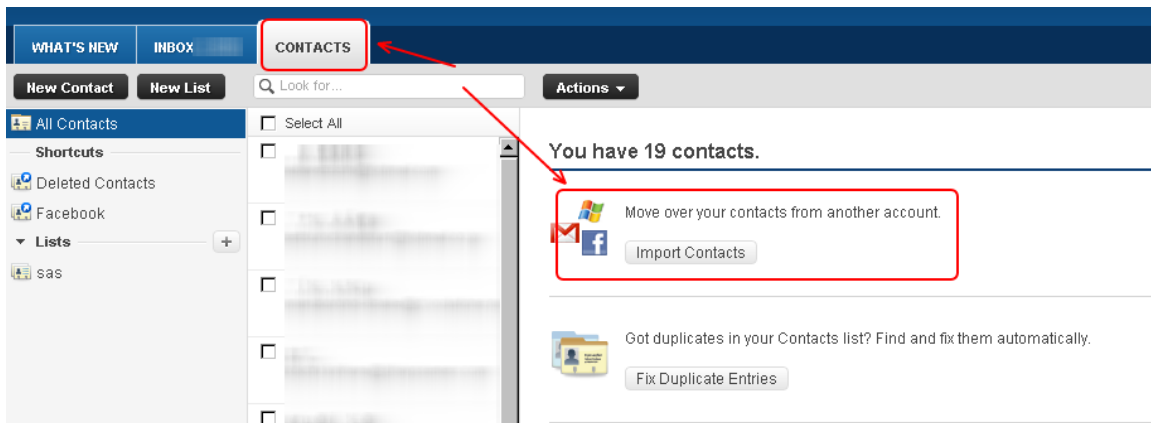 WHAT'S NEW
INBOX
CONTACTS
New Contact
New List
Look for...
Actions
All Contacts
Shortcuts
Deleted Contacts
Facebook
Lists
+
sas
Select All
You have 19 contacts.
Move over your contacts from another account.
Import Contacts
Got duplicates in your Contacts list? Find and fix them automatically.
Fix Duplicate Entries